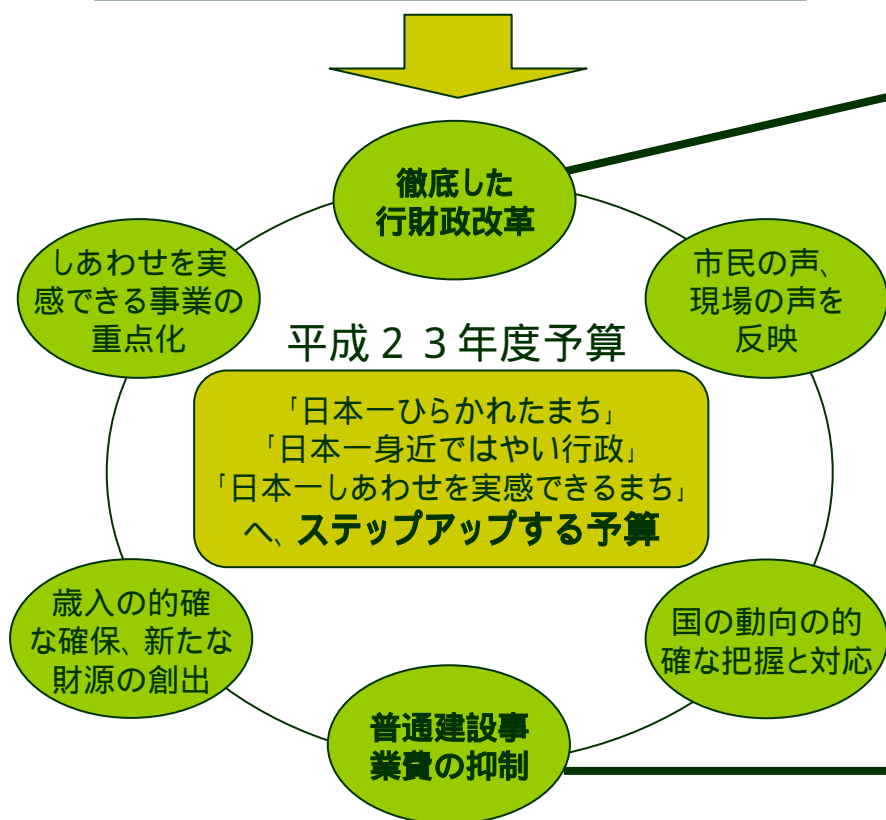 徹底した
行財政改革
しあわせを実
感できる事業の
重点化
市民の声、
現場の声を
反映
平成２３年度予算
「日本一ひらかれたまち」
「日本一身近ではやい行政」
「日本一しあわせを実感できるまち」
へ、ステップアップする予算
歳入の的確
な確保、新たな
財源の創出
国の動向の的
確な把握と対応
普通建設事
業費の抑制